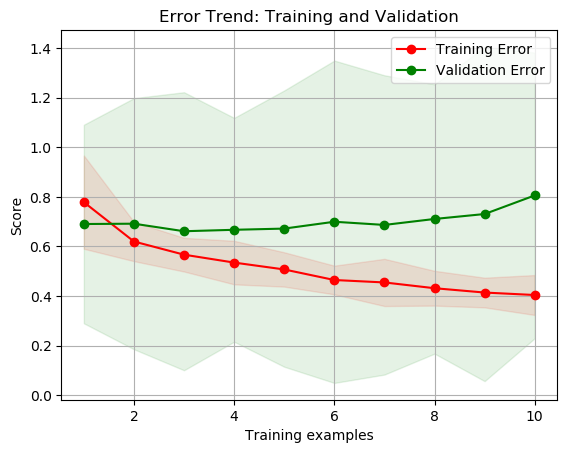 Error Trend: Training and Validation
Training Error
Validation Error
Score
1.4
1.2
1.0
0.8
0.6
0.4
0.2
0.0
2
4
6
8
10
Training examples